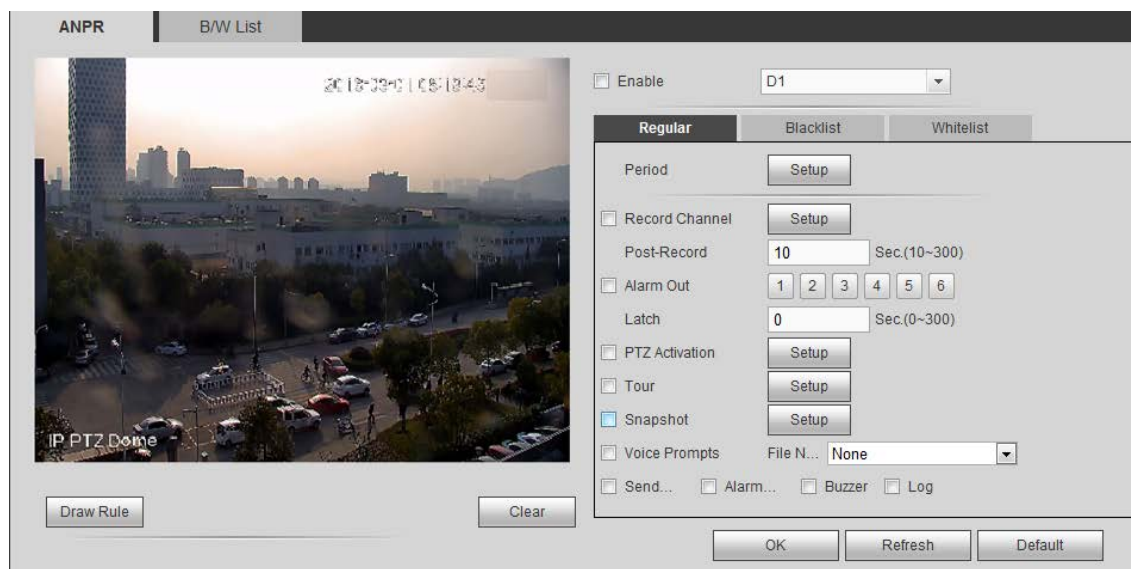 ANPR B/W List
Enable D1
Regular Blacklist Whitelist
Period Setup
Record Channel Setup
Post-Record 10 Sec.(10~300)
Alarm Out 1 2 3 4 5 6
Latch 0 Sec.(0~300)
PTZ Activation Setup
Tour Setup
Snapshot Setup
Voice Prompts File N... None
Send... Alarm... Buzzer Log
IP PTZ Dome
Draw Rule Clear
OK Refresh Default